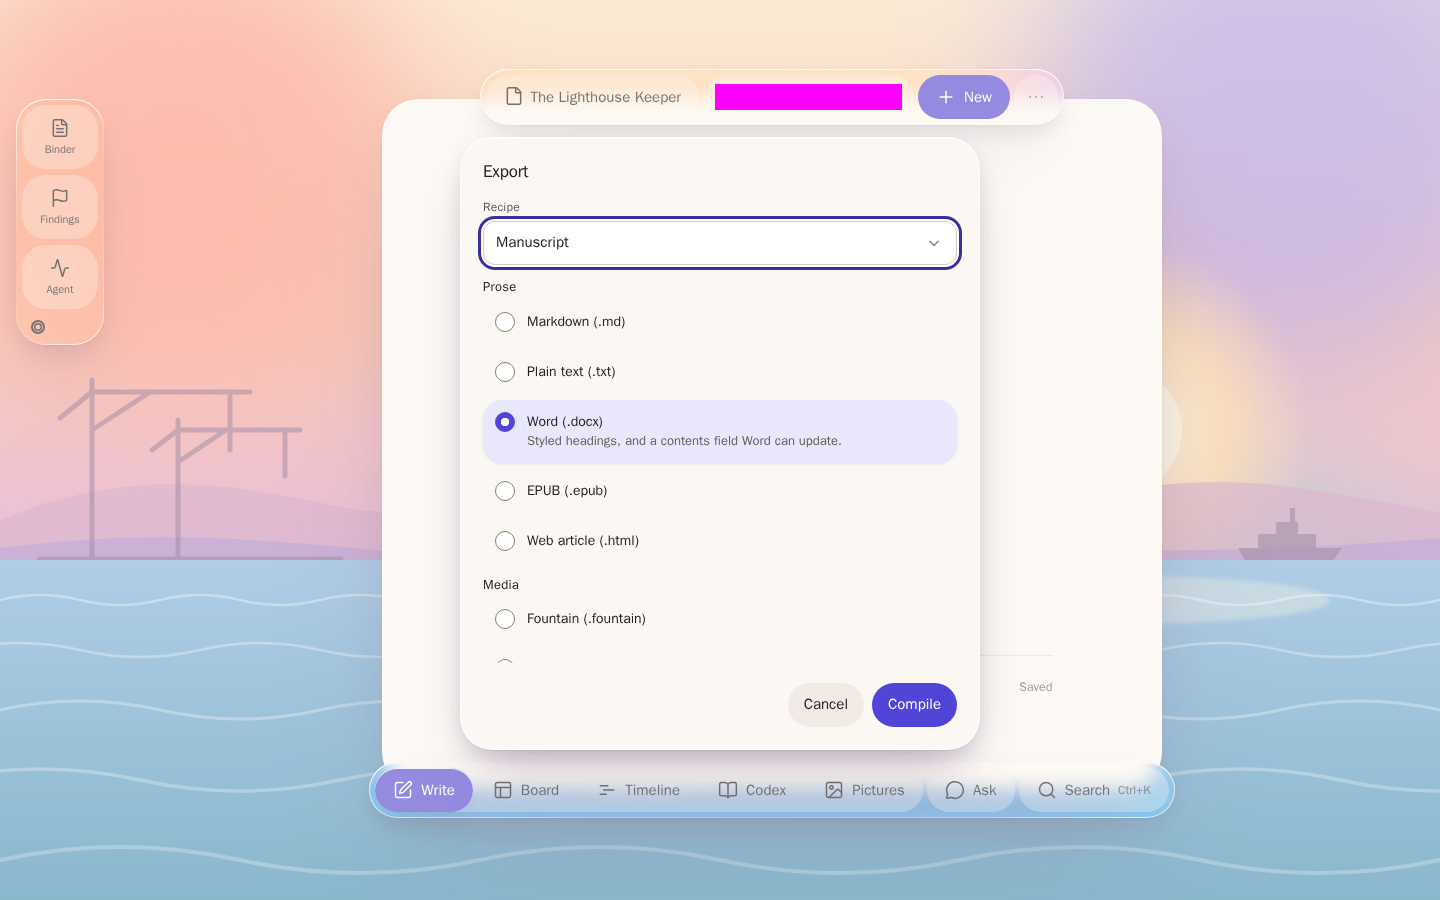 The Lighthouse Keeper
New
Binder
Findings
Agent
Export
Recipe
Manuscript
Prose
Markdown (.md)
Plain text (.txt)
Word (.docx)
Styled headings, and a contents field Word can update.
EPUB (.epub)
Web article (.html)
Media
Fountain (.fountain)
Saved
Cancel
Compile
Write
Board
Timeline
Codex
Pictures
Ask
Search Ctrl+K